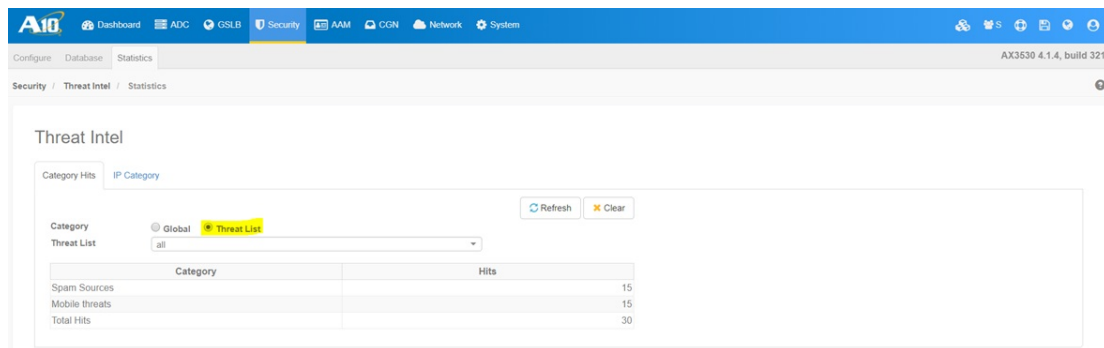 A10 Dashboard ADC GSLB Security AAM CGN Network System S
Configure Database Statistics AX3530 4.1.4, build 321
Security / Threat Intel / Statistics
Threat Intel
Category Hits IP Category
Refresh Clear
Category Global Threat List
Threat List all
Category Hits
Spam Sources 15
Mobile threats 15
Total Hits 30